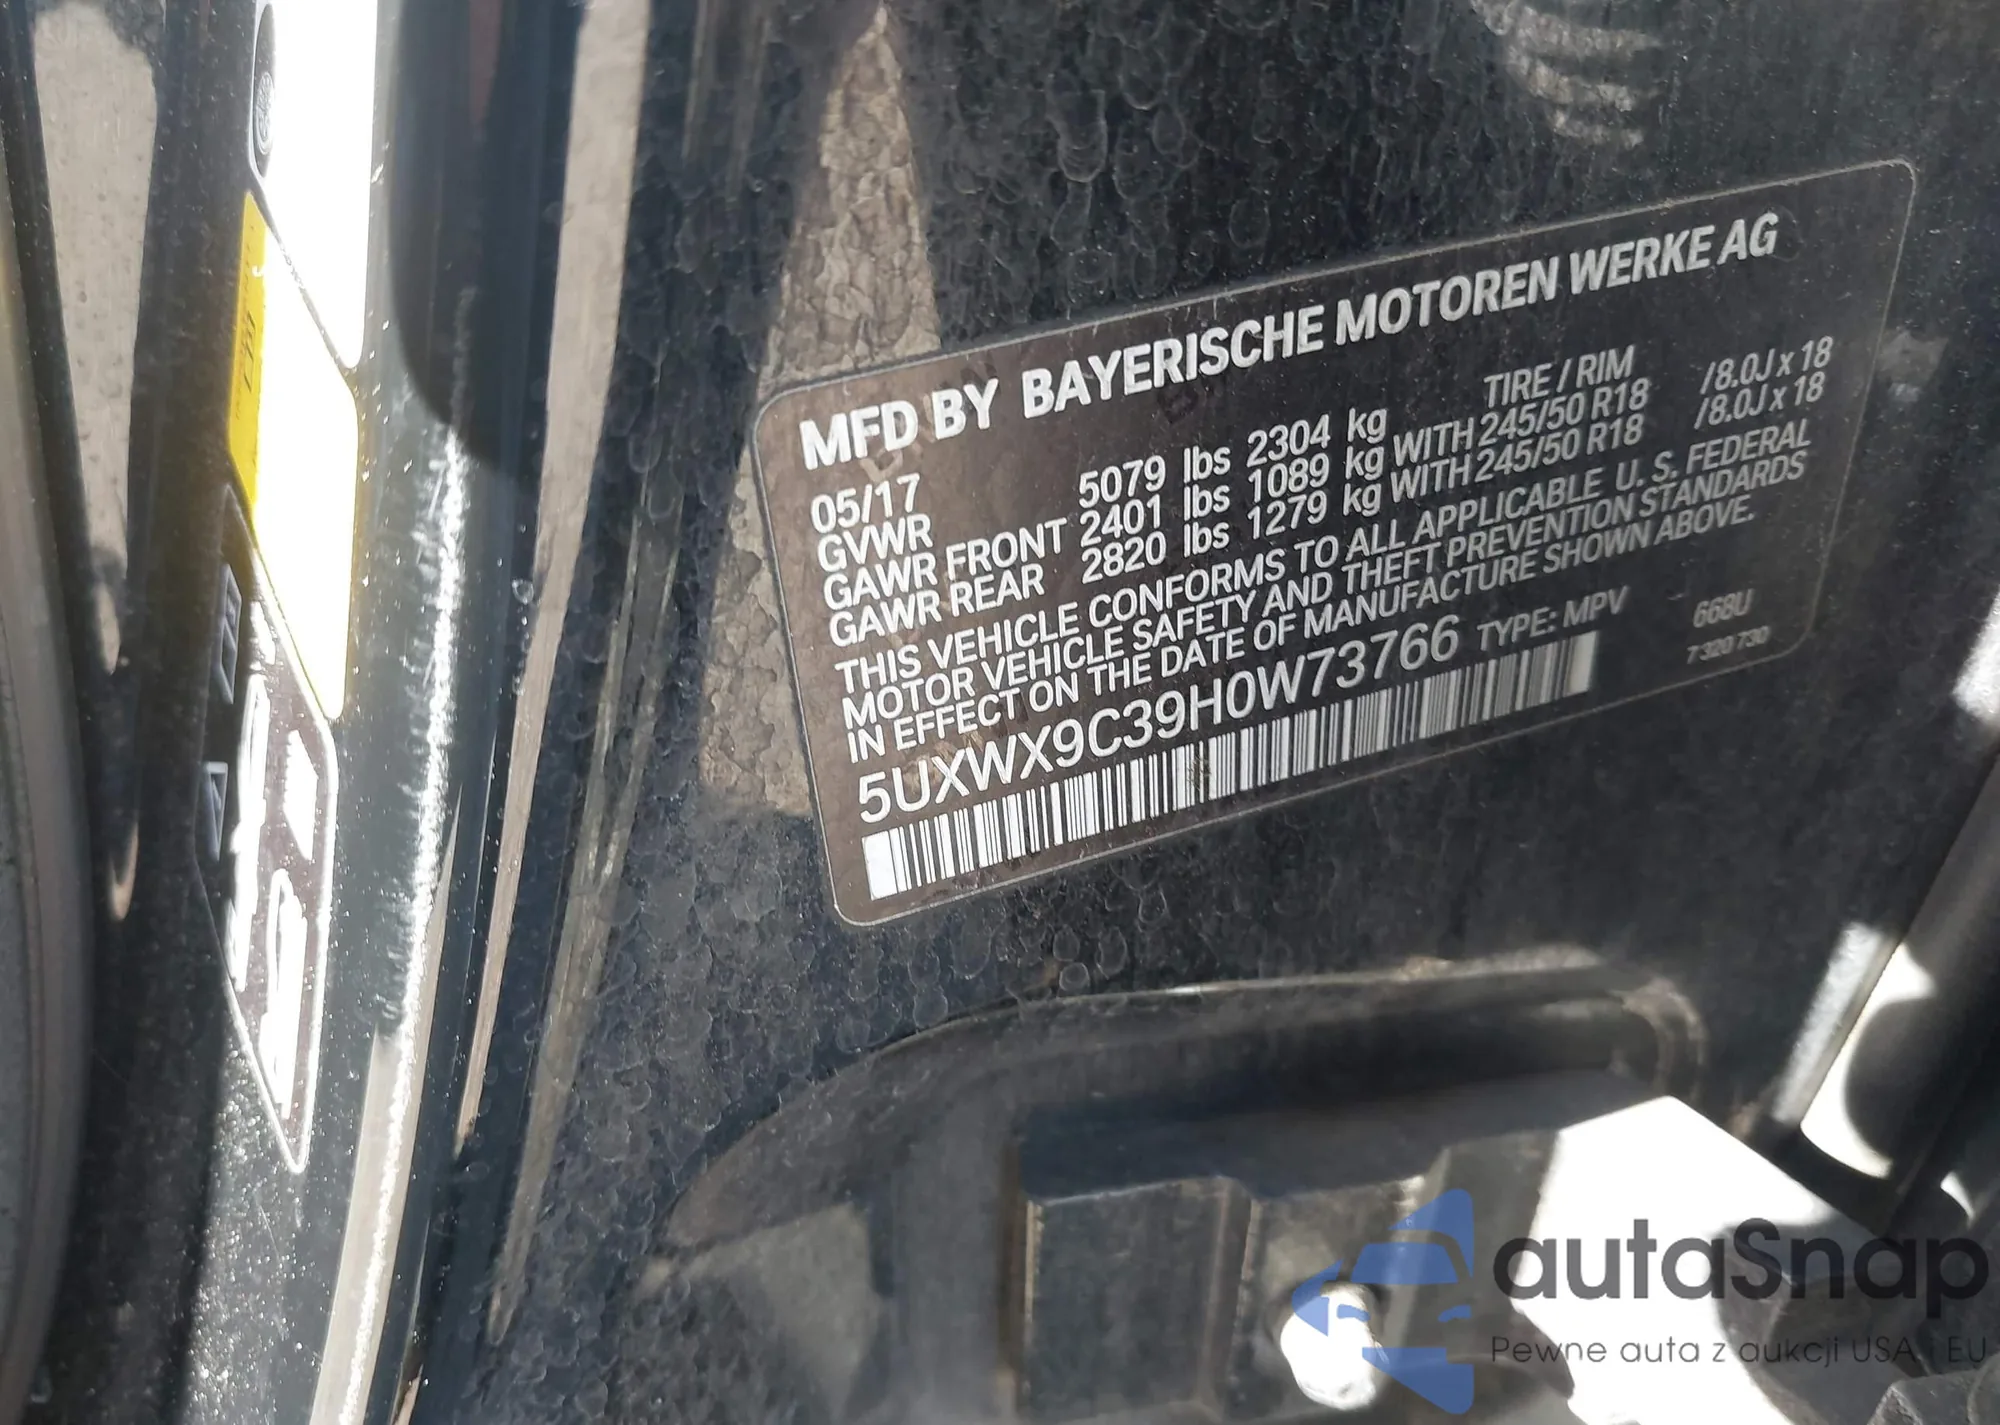 MFD BY BAYERISCHE MOTOREN WERKE AG
05/17 TIRE / RIM
GVWR 5079 lbs 2304 kg
GAWR FRONT 2401 lbs 1089 kg WITH 245/50 R18 /8.0J x 18
GAWR REAR 2820 lbs 1279 kg WITH 245/50 R18 /8.0J x 18
THIS VEHICLE CONFORMS TO ALL APPLICABLE U. S. FEDERAL
MOTOR VEHICLE SAFETY AND THEFT PREVENTION STANDARDS
IN EFFECT ON THE DATE OF MANUFACTURE SHOWN ABOVE.
5UXWX9C39H0W73766 TYPE: MPV 668U
7 320 730
autaSnap
Pewne auta z aukcji USA i EU